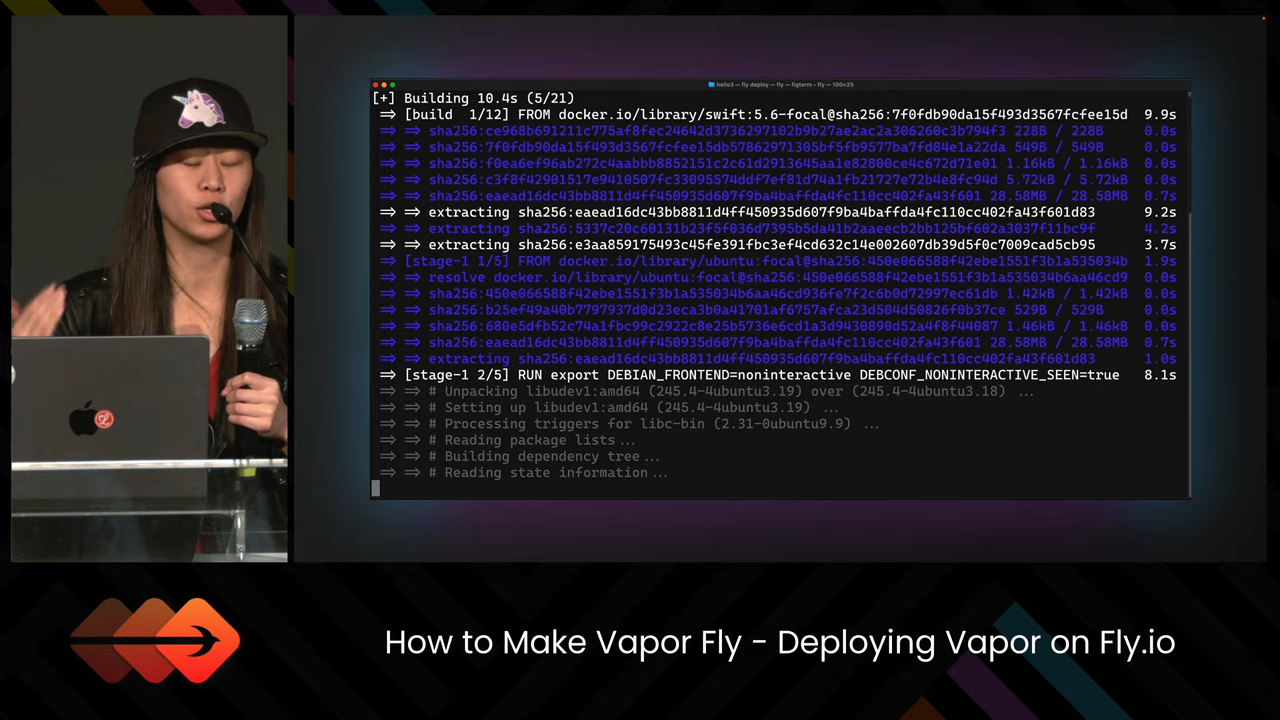 hello3 — fly deploy — fly — figterm • fly — 100×25
[+] Building 10.4s (5/21)
=> [build  1/12] FROM docker.io/library/swift:5.6-focal@sha256:7f0fdb90da15f493d3567fcfee15d  9.9s
=> => sha256:ce968b691211c775af8fec24642d3736297102b9b27ae2ac2a306260c3b794f3 228B / 228B  0.0s
=> => sha256:7f0fdb90da15f493d3567fcfee15db57862971305bf5fb9577ba7fd84e1a22da 549B / 549B  0.0s
=> => sha256:f0ea6ef96ab272c4aabbb8852151c2c61d2913645aa1e82800ce4c672d71e01 1.16kB / 1.16kB  0.0s
=> => sha256:c3f8f42901517e9410507fc33095574ddf7ef81d74a1fb21727e72b4e8fc94d 5.72kB / 5.72kB  0.0s
=> => sha256:eaead16dc43bb8811d4ff450935d607f9ba4baffda4fc110cc402fa43f601 28.58MB / 28.58MB  0.7s
=> => extracting sha256:eaead16dc43bb8811d4ff450935d607f9ba4baffda4fc110cc402fa43f601d83  9.2s
=> => extracting sha256:5337c20c60131b23f5f036d7395b5da41b2aaeecb2bb125bf602a3037f11bc9f  4.2s
=> => extracting sha256:e3aa859175493c45fe391fbc3ef4cd632c14e002607db39d5f0c7009cad5cb95  3.7s
=> [stage-1 1/5] FROM docker.io/library/ubuntu:focal@sha256:450e066588f42ebe1551f3b1a535034b  1.9s
=> => resolve docker.io/library/ubuntu:focal@sha256:450e066588f42ebe1551f3b1a535034b6aa46cd9  0.0s
=> => sha256:450e066588f42ebe1551f3b1a535034b6aa46cd936fe7f2c6b0d72997ec61db 1.42kB / 1.42kB  0.0s
=> => sha256:b25ef49a40b7797937d0d23eca3b0a41701af6757afca23d504d50826f0b37ce 529B / 529B  0.0s
=> => sha256:680e5dfb52c74a1fbc99c2922c8e25b5736e6cd1a3d9430890d52a4f8f44087 1.46kB / 1.46kB  0.0s
=> => sha256:eaead16dc43bb8811d4ff450935d607f9ba4baffda4fc110cc402fa43f601 28.58MB / 28.58MB  0.7s
=> => extracting sha256:eaead16dc43bb8811d4ff450935d607f9ba4baffda4fc110cc402fa43f601d83  1.0s
=> [stage-1 2/5] RUN export DEBIAN_FRONTEND=noninteractive DEBCONF_NONINTERACTIVE_SEEN=true  8.1s
=> => # Unpacking libudev1:amd64 (245.4-4ubuntu3.19) over (245.4-4ubuntu3.18) ...
=> => # Setting up libudev1:amd64 (245.4-4ubuntu3.19) ...
=> => # Processing triggers for libc-bin (2.31-0ubuntu9.9) ...
=> => # Reading package lists...
=> => # Building dependency tree...
=> => # Reading state information...
How to Make Vapor Fly - Deploying Vapor on Fly.io